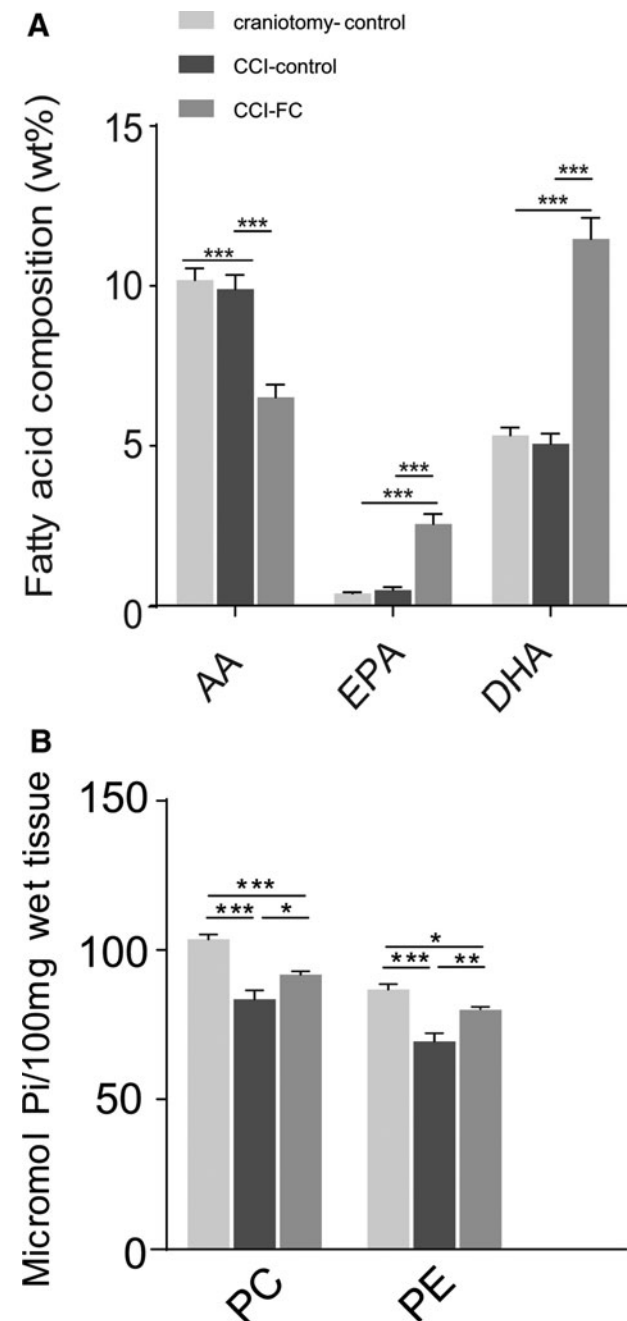 A
craniotomy-control
CCI-control
CCI-FC
Fatty acid composition (wt%)
15
10
5
0
***
***
***
***
***
***
AA
EPA
DHA
B
Micromol Pi/100mg wet tissue
150
100
50
0
***
***
*
*
***
**
PC
PE